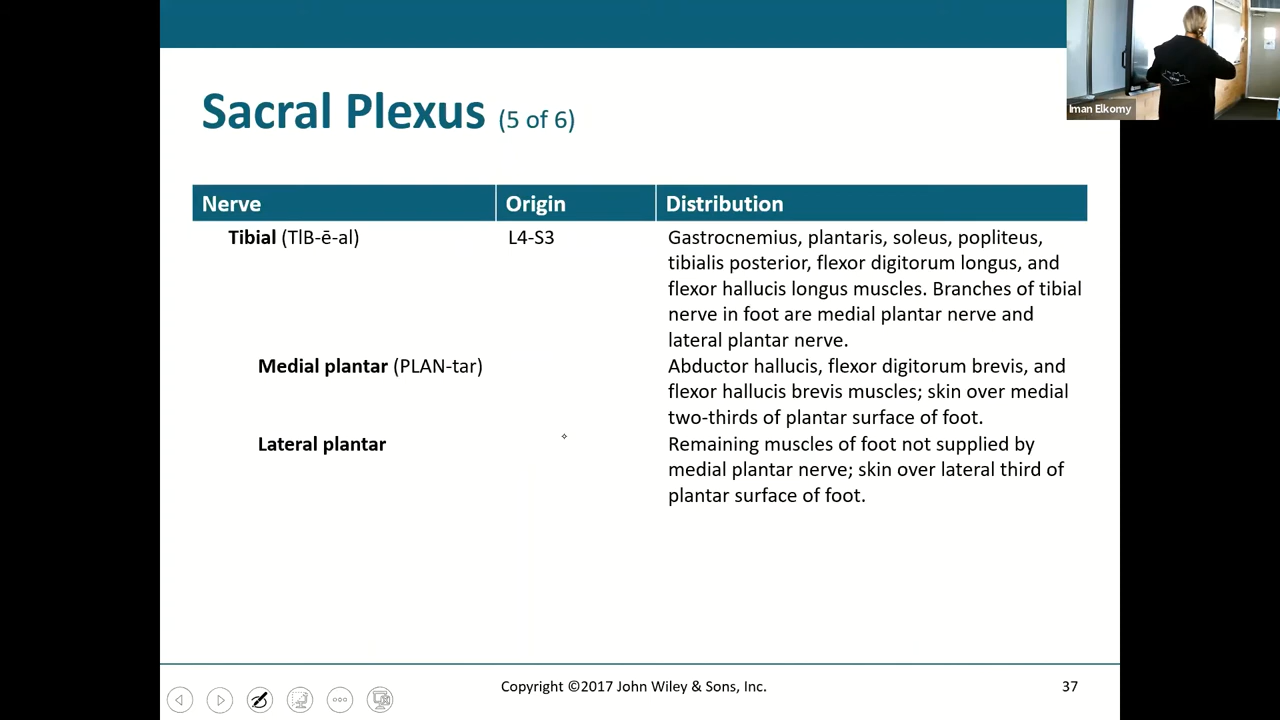 Sacral Plexus (5 of 6)
Iman Elkomy
Nerve Origin Distribution
Tibial (TIB-ē-al) L4-S3 Gastrocnemius, plantaris, soleus, popliteus,
tibialis posterior, flexor digitorum longus, and
flexor hallucis longus muscles. Branches of tibial
nerve in foot are medial plantar nerve and
lateral plantar nerve.
Medial plantar (PLAN-tar) Abductor hallucis, flexor digitorum brevis, and
flexor hallucis brevis muscles; skin over medial
two-thirds of plantar surface of foot.
Lateral plantar Remaining muscles of foot not supplied by
medial plantar nerve; skin over lateral third of
plantar surface of foot.
Copyright ©2017 John Wiley & Sons, Inc. 37